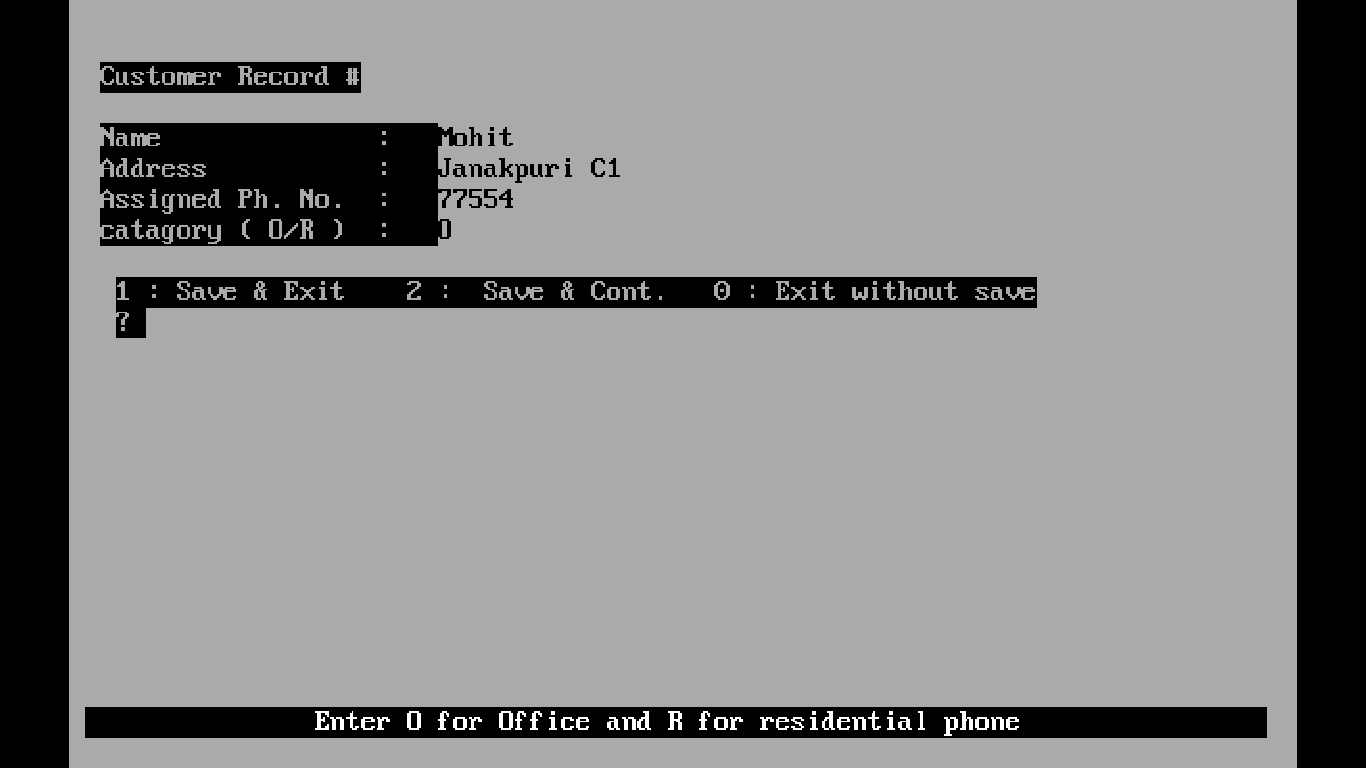 Customer Record #
Name : Mohit
Address : Janakpuri C1
Assigned Ph. No. : 77554
catagory ( O/R ) : O
1 : Save & Exit 2 : Save & Cont. 0 : Exit without save
?
Enter O for Office and R for residential phone